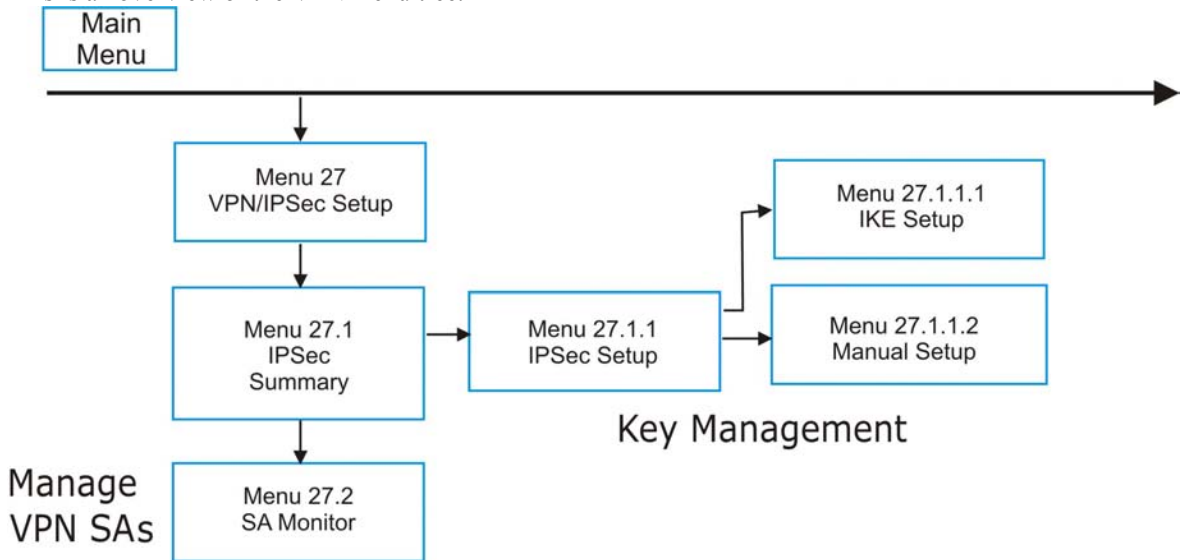 Main
Menu
Menu 27
VPN/IPSec Setup
Menu 27.1.1.1
IKE Setup
Menu 27.1
IPSec
Summary
Menu 27.1.1
IPSec Setup
Menu 27.1.1.2
Manual Setup
Key Management
Manage
VPN SAs
Menu 27.2
SA Monitor